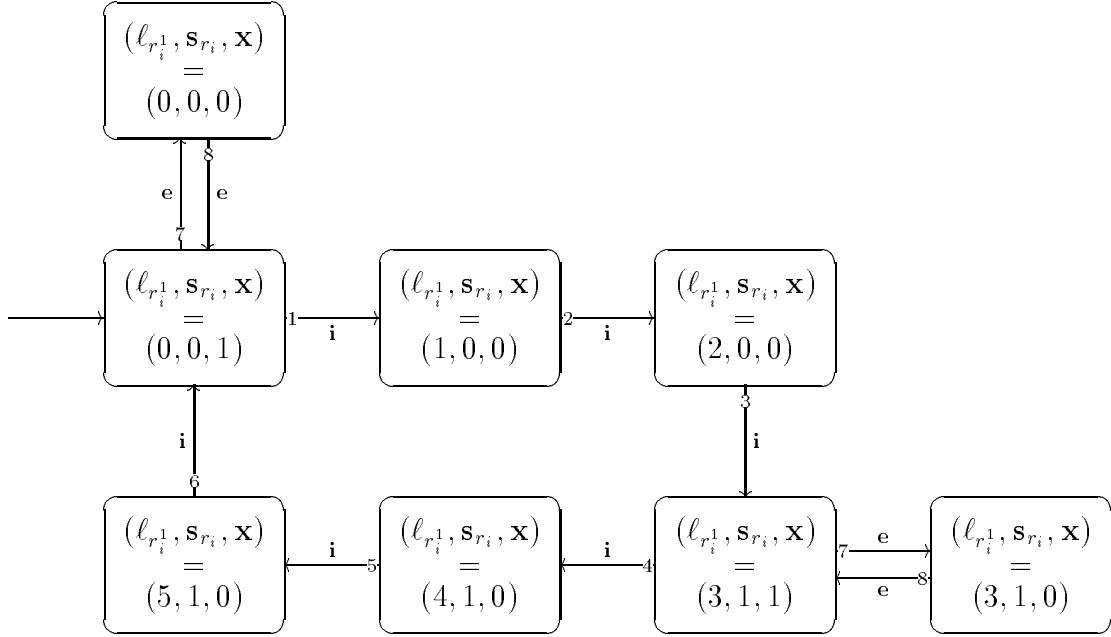 (ℓ_{r_i^1}, s_{r_i}, x)
=
(0, 0, 0)
8
e
e
7
(ℓ_{r_i^1}, s_{r_i}, x)
=
(0, 0, 1)
1
i
(ℓ_{r_i^1}, s_{r_i}, x)
=
(1, 0, 0)
2
i
(ℓ_{r_i^1}, s_{r_i}, x)
=
(2, 0, 0)
3
i
i
6
(ℓ_{r_i^1}, s_{r_i}, x)
=
(5, 1, 0)
i
5
(ℓ_{r_i^1}, s_{r_i}, x)
=
(4, 1, 0)
i
4
(ℓ_{r_i^1}, s_{r_i}, x)
=
(3, 1, 1)
7
e
8
e
(ℓ_{r_i^1}, s_{r_i}, x)
=
(3, 1, 0)